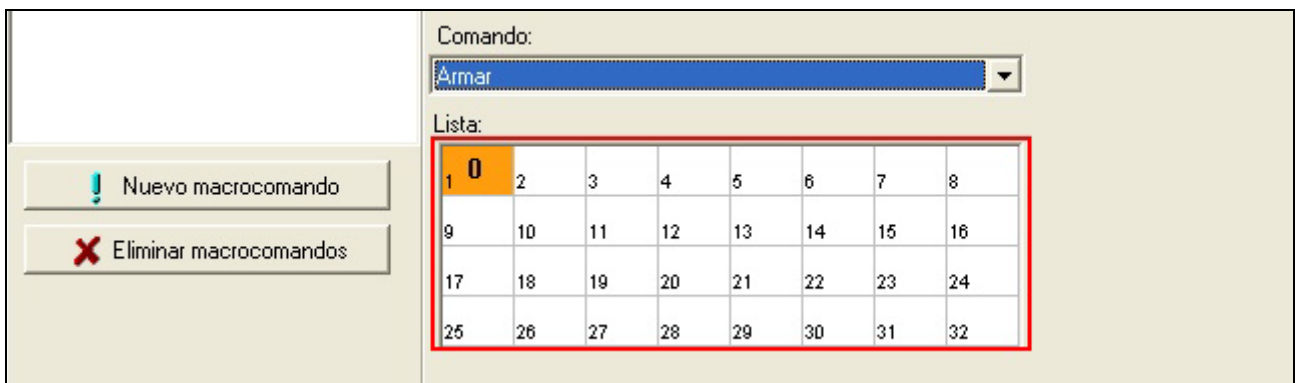 Comando:
Armar
Lista:
0
1 2 3 4 5 6 7 8
9 10 11 12 13 14 15 16
17 18 19 20 21 22 23 24
25 26 27 28 29 30 31 32
Nuevo macrocomando
Eliminar macrocomandos